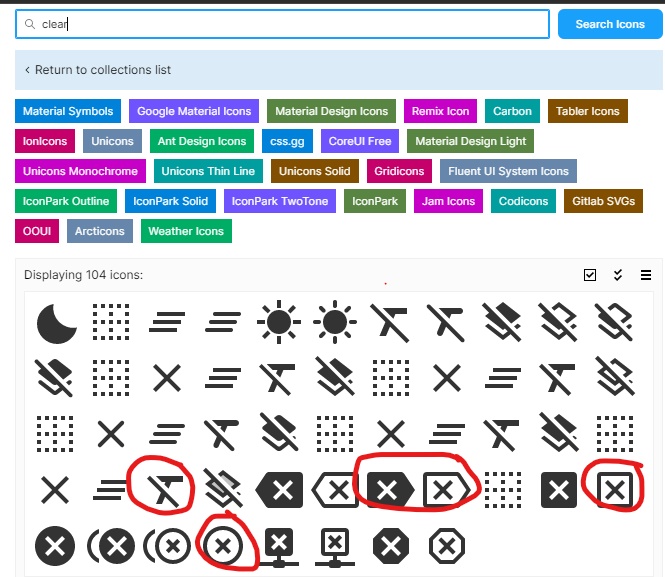 clear
Search Icons
‹ Return to collections list
Material Symbols Google Material Icons Material Design Icons Remix Icon Carbon Tabler Icons
IonIcons Unicons Ant Design Icons css.gg CoreUI Free Material Design Light
Unicons Monochrome Unicons Thin Line Unicons Solid Gridicons Fluent UI System Icons
IconPark Outline IconPark Solid IconPark TwoTone IconPark Jam Icons Codicons Gitlab SVGs
OOUI Arcticons Weather Icons
Displaying 104 icons: